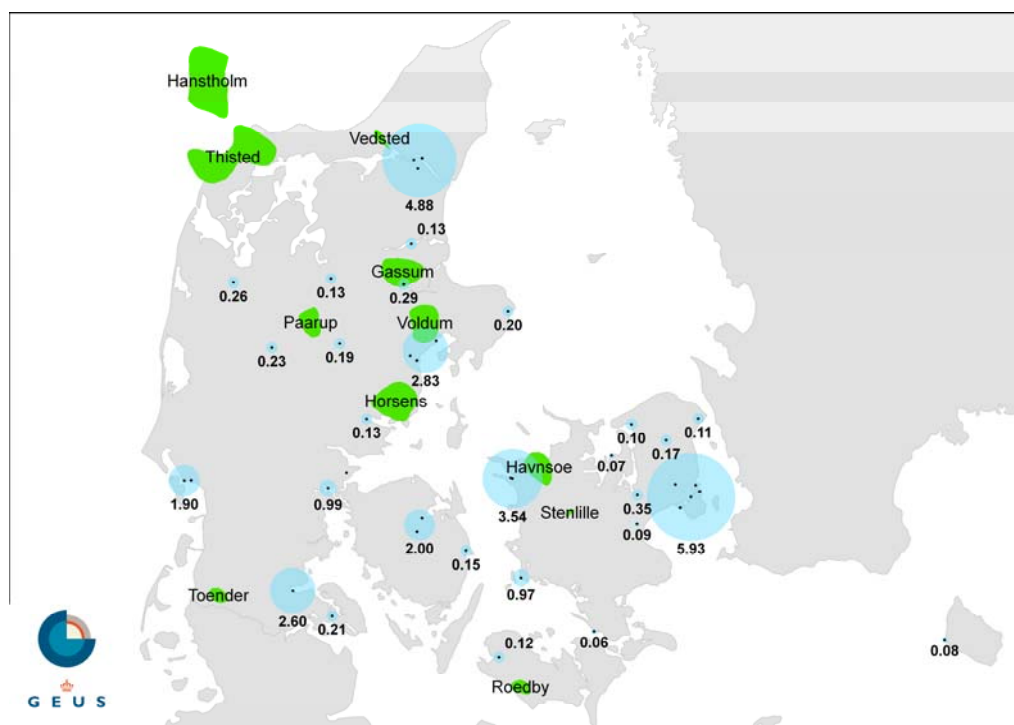 Hanstholm
Vedsted
Thisted
4.88
0.13
Gassum
0.26
0.13
0.29
0.20
Paarup
Voldum
0.23
0.19
2.83
Horsens
0.13
0.11
0.10
0.17
Havnsoe
0.07
1.90
0.99
3.54
Stenlille
0.35
2.00
0.09
5.93
0.15
Toender
0.97
2.60
0.21
0.12
0.06
0.08
Roedby
GEUS